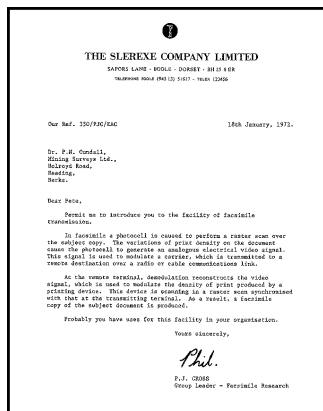 THE SLEREXE COMPANY LIMITED
SAPORS LANE - BOOLE - DORSET - BH 25 8 ER
TELEPHONE BOOLE (945 13) 51617 - TELEX 123456
Our Ref. 350/PJC/EAC
18th January, 1972.
Dr. P.N. Cundall,
Mining Surveys Ltd.,
Holroyd Road,
Reading,
Berks.
Dear Pete,
Permit me to introduce you to the facility of facsimile
transmission.
In facsimile a photocell is caused to perform a raster scan over
the subject copy. The variations of print density on the document
cause the photocell to generate an analogous electrical video signal.
This signal is used to modulate a carrier, which is transmitted to a
remote destination over a radio or cable communications link.
At the remote terminal, demodulation reconstructs the video
signal, which is used to modulate the density of print produced by a
printing device. This device is scanning in a raster scan synchronised
with that at the transmitting terminal. As a result, a facsimile
copy of the subject document is produced.
Probably you have uses for this facility in your organisation.
Yours sincerely,
Phil.
P.J. CROSS
Group Leader - Facsimile Research